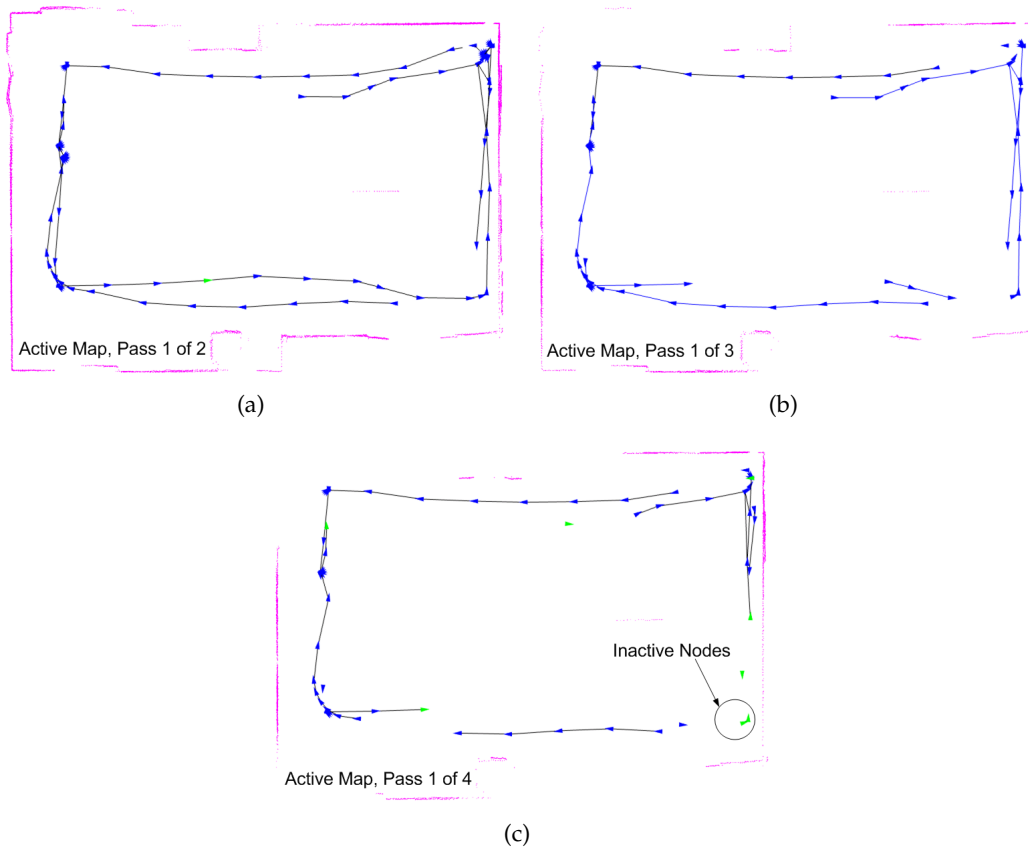 Active Map, Pass 1 of 2
Active Map, Pass 1 of 3
(a)
(b)
Inactive Nodes
Active Map, Pass 1 of 4
(c)